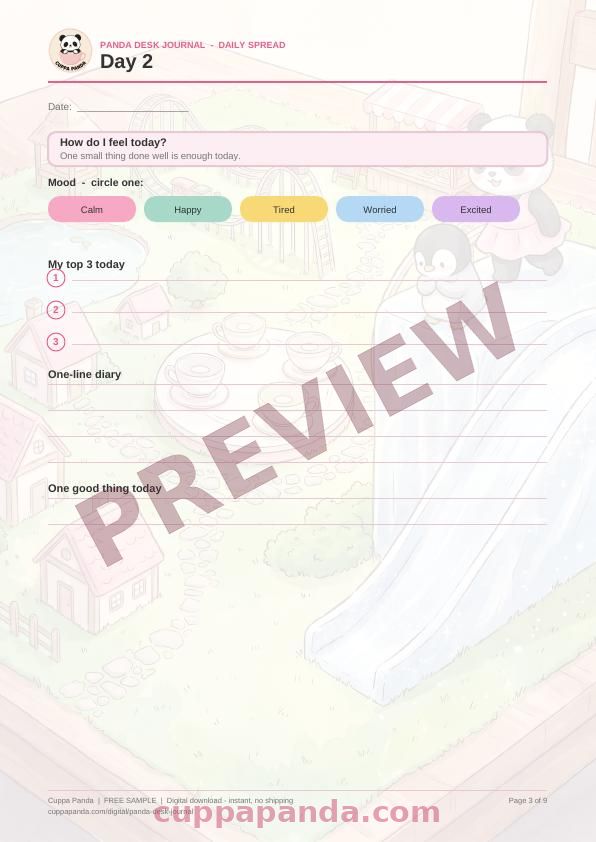 CUPPA PANDA
PANDA DESK JOURNAL - DAILY SPREAD
Day 2
Date: ____________________
How do I feel today?
One small thing done well is enough today.
Mood - circle one:
Calm Happy Tired Worried Excited
My top 3 today
1
2
3
One-line diary
One good thing today
PREVIEW
Cuppa Panda | FREE SAMPLE | Digital download - instant, no shipping Page 3 of 9
cuppapanda.com/digital/panda-desk-journal
cuppapanda.com